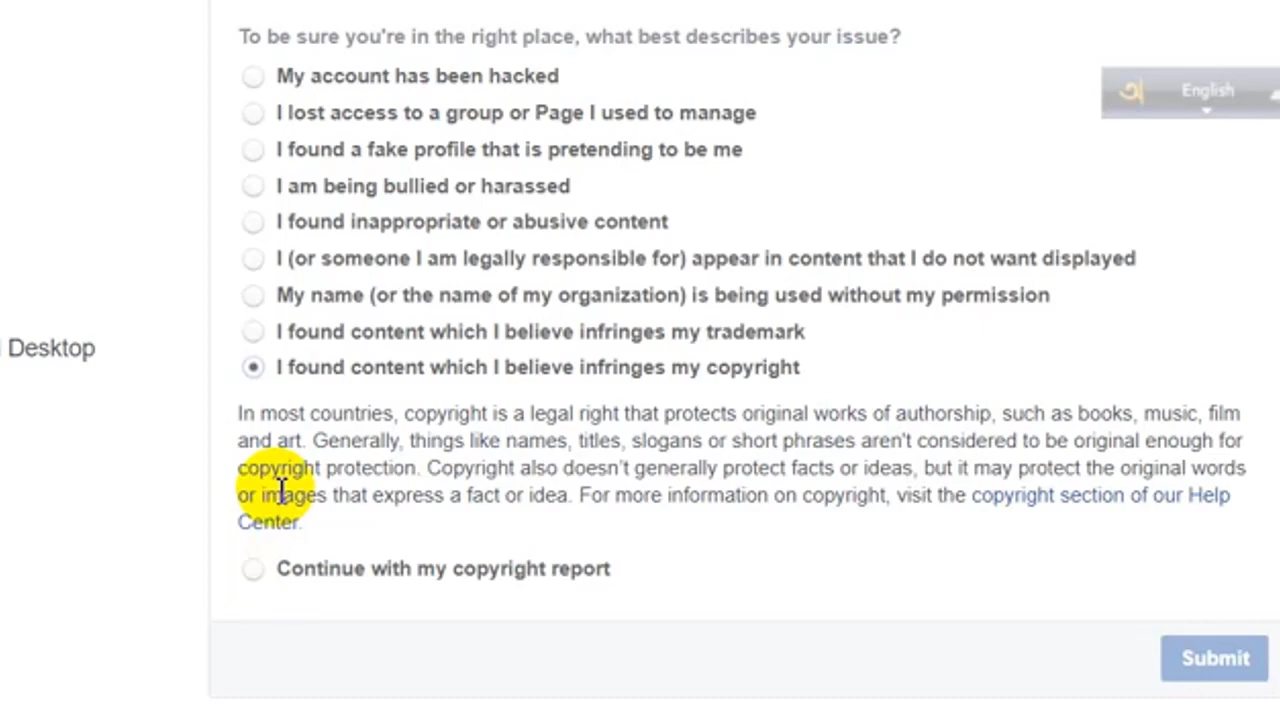 To be sure you're in the right place, what best describes your issue?
My account has been hacked
English
I lost access to a group or Page I used to manage
I found a fake profile that is pretending to be me
I am being bullied or harassed
I found inappropriate or abusive content
I (or someone I am legally responsible for) appear in content that I do not want displayed
My name (or the name of my organization) is being used without my permission
I found content which I believe infringes my trademark
Desktop
I found content which I believe infringes my copyright
In most countries, copyright is a legal right that protects original works of authorship, such as books, music, film
and art. Generally, things like names, titles, slogans or short phrases aren't considered to be original enough for
copyright protection. Copyright also doesn't generally protect facts or ideas, but it may protect the original words
or images that express a fact or idea. For more information on copyright, visit the copyright section of our Help
Center.
Continue with my copyright report
Submit